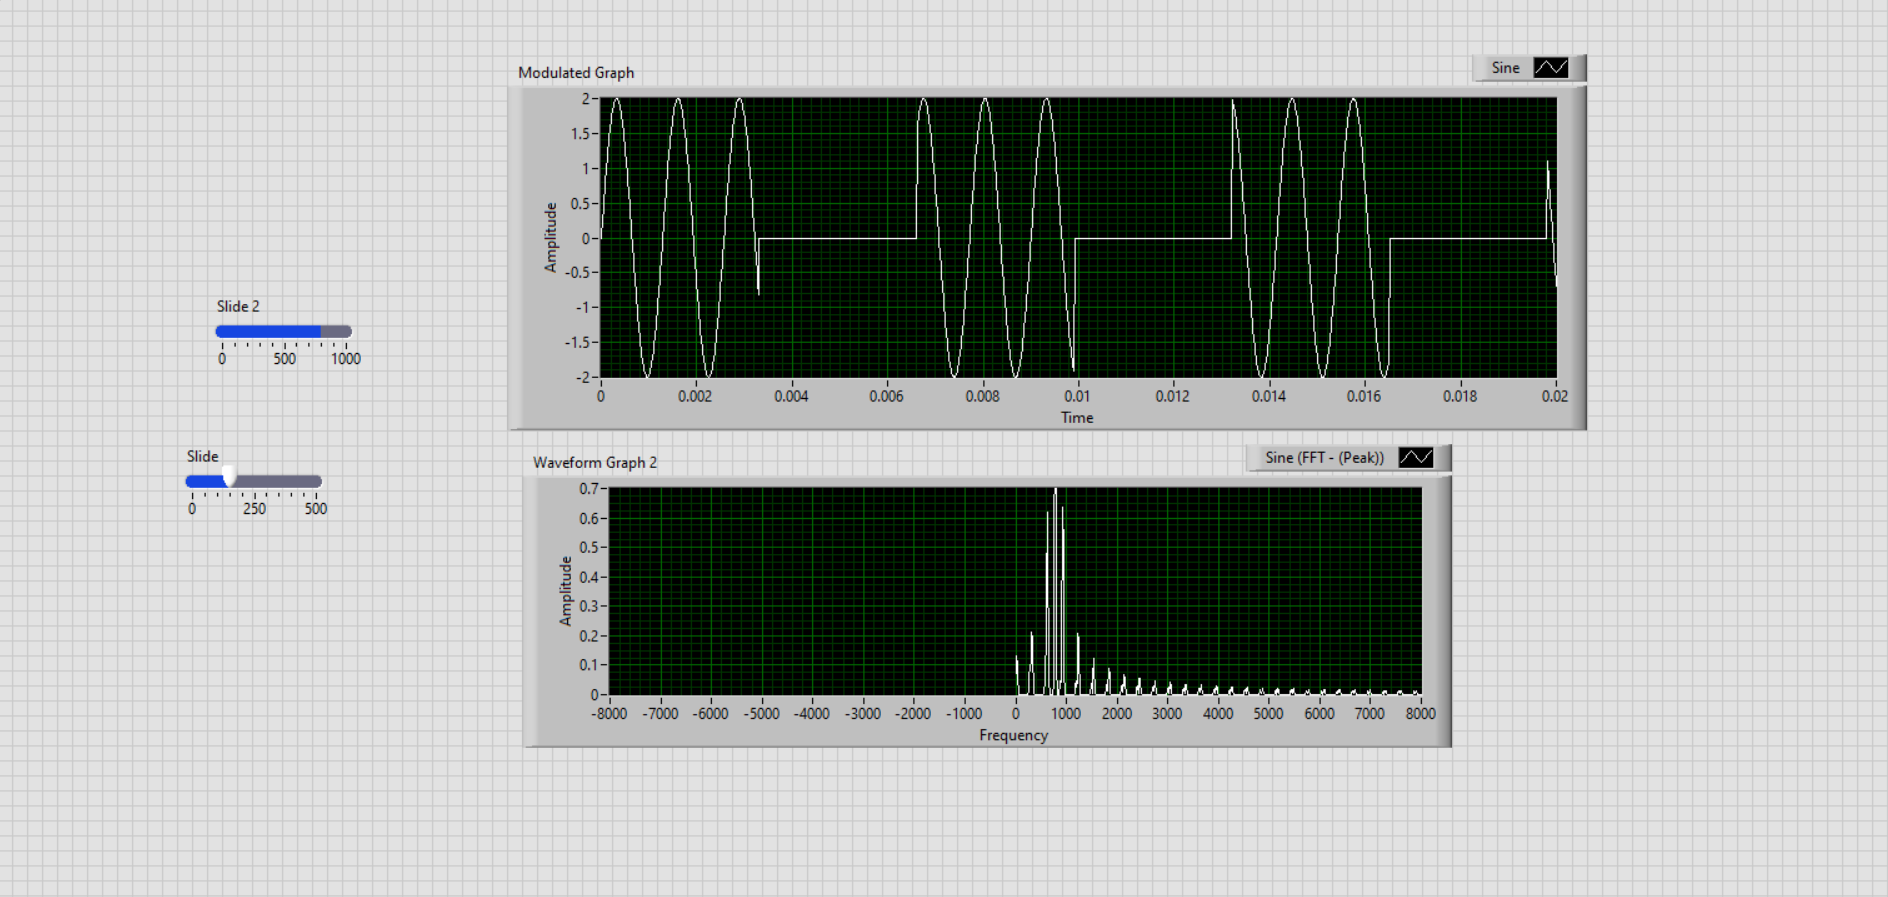 Modulated Graph
Sine
2
1.5
1
0.5
0
-0.5
-1
-1.5
-2
Amplitude
0 0.002 0.004 0.006 0.008 0.01 0.012 0.014 0.016 0.018 0.02
Time
Slide 2
0 500 1000
Slide
0 250 500
Waveform Graph 2
Sine (FFT - (Peak))
0.7
0.6
0.5
0.4
0.3
0.2
0.1
0
Amplitude
-8000 -7000 -6000 -5000 -4000 -3000 -2000 -1000 0 1000 2000 3000 4000 5000 6000 7000 8000
Frequency